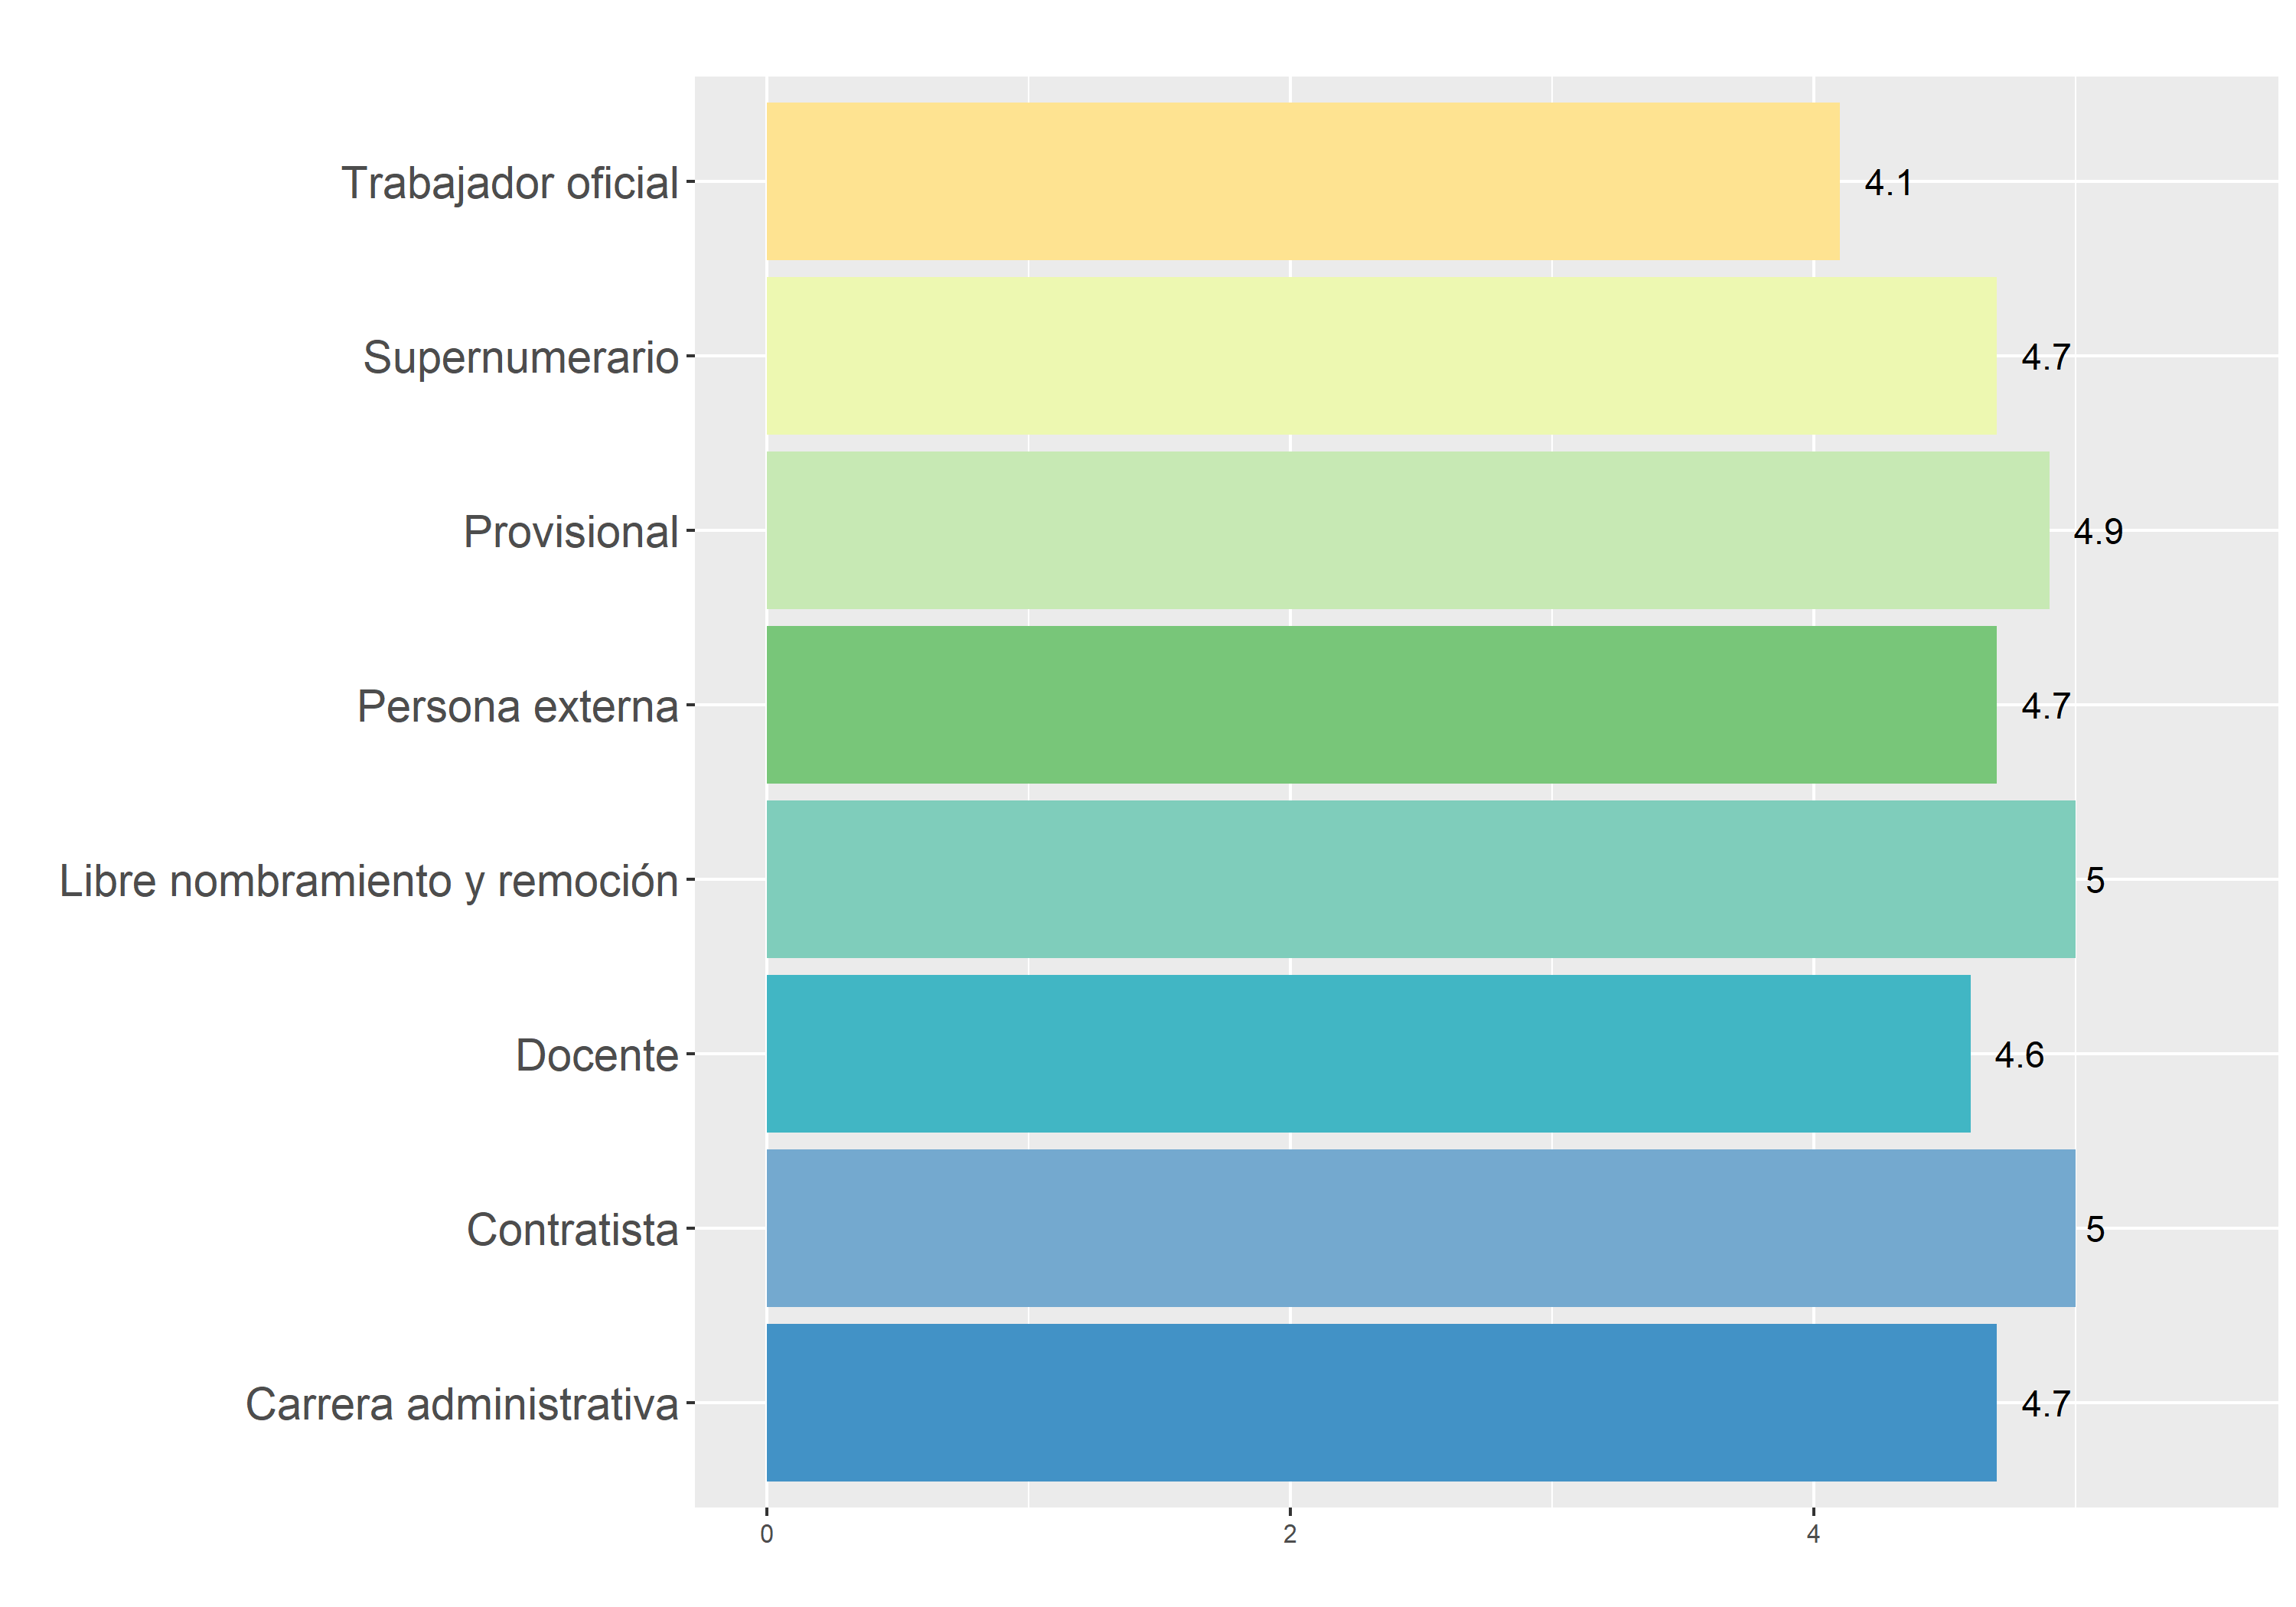 Trabajador oficial 4.1
Supernumerario 4.7
Provisional 4.9
Persona externa 4.7
Libre nombramiento y remoción 5
Docente 4.6
Contratista 5
Carrera administrativa 4.7
0 2 4